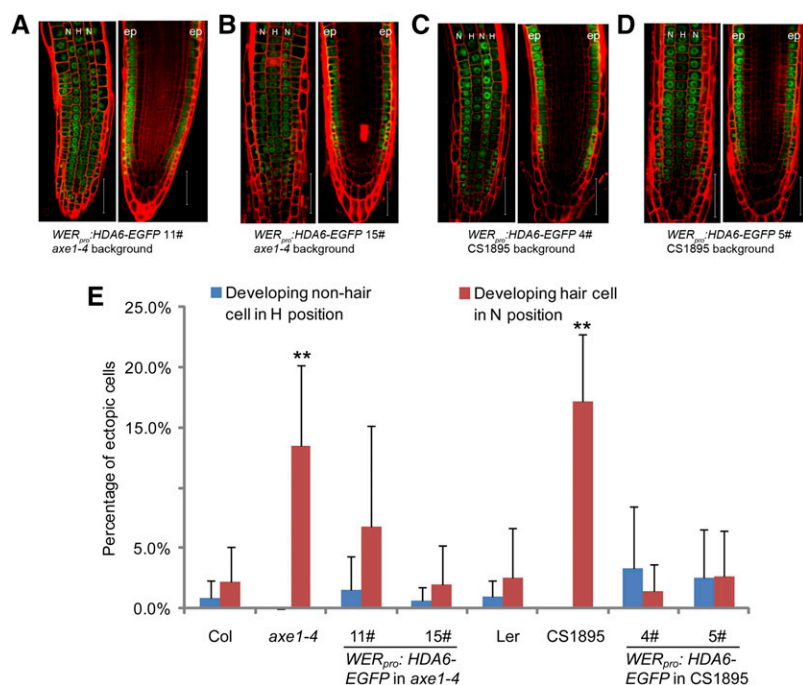 A
B
C
D
N H N
ep
ep
N H N
ep
ep
N H N H
ep
ep
N H N
ep
ep
WERpro:HDA6-EGFP 11#
axe1-4 background
WERpro:HDA6-EGFP 15#
axe1-4 background
WERpro:HDA6-EGFP 4#
CS1895 background
WERpro:HDA6-EGFP 5#
CS1895 background
E
Developing non-hair
cell in H position
Developing hair cell
in N position
Percentage of ectopic cells
25.0%
20.0%
15.0%
5.0%
0.0%
**
**
Col
axe1-4
11#
15#
Ler
CS1895
4#
5#
WERpro: HDA6-
EGFP in axe1-4
WERpro: HDA6-
EGFP in CS1895